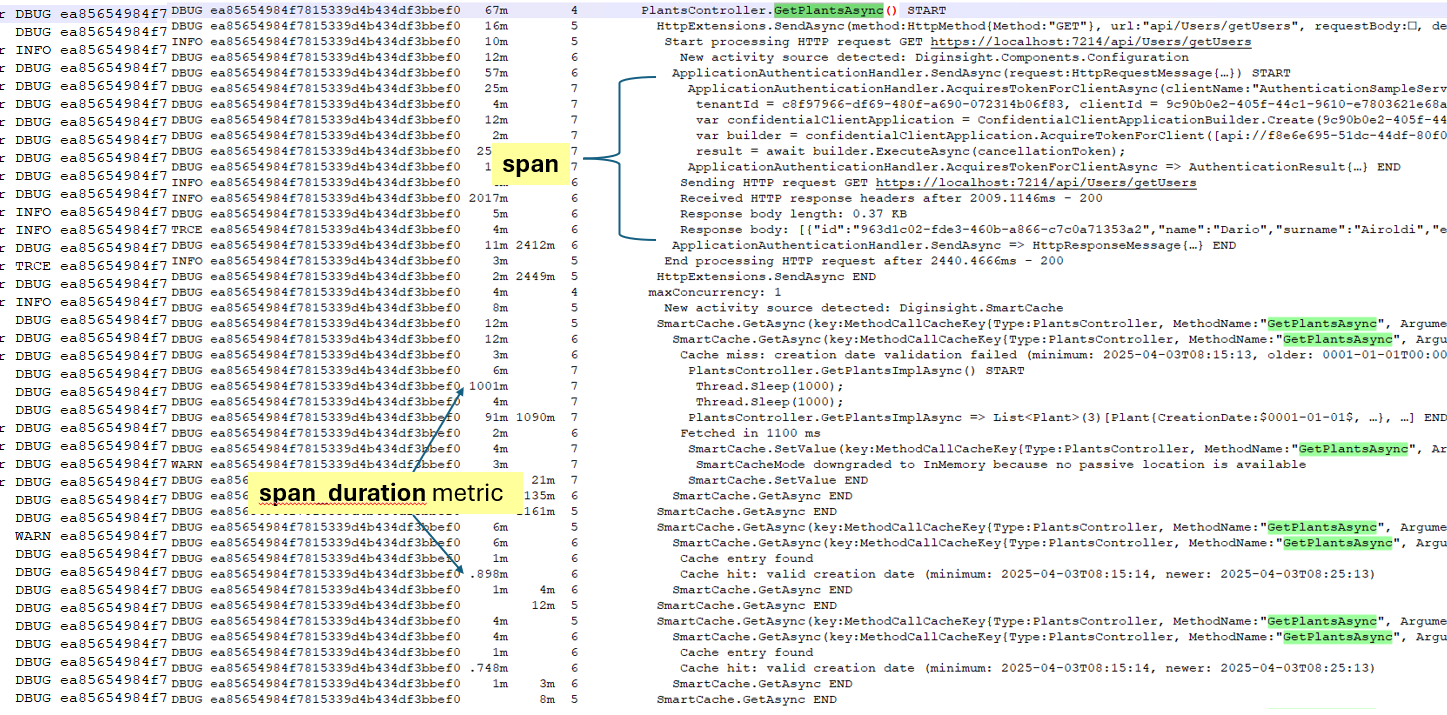 r DBUG ea85654984f7
DBUG ea85654984f7
r INFO ea85654984f7
r DBUG ea85654984f7
r DBUG ea85654984f7
r DBUG ea85654984f7
r DBUG ea85654984f7
r DBUG ea85654984f7
r DBUG ea85654984f7
r DBUG ea85654984f7
r DBUG ea85654984f7
r INFO ea85654984f7
r INFO ea85654984f7
r DBUG ea85654984f7
r TRCE ea85654984f7
r DBUG ea85654984f7
r INFO ea85654984f7
DBUG ea85654984f7
r DBUG ea85654984f7
r DBUG ea85654984f7
DBUG ea85654984f7
DBUG ea85654984f7
DBUG ea85654984f7
r DBUG ea85654984f7
r DBUG ea85654984f7
r DBUG ea85654984f7
r DBUG ea85654984f7
DBUG ea85654984f7
DBUG ea85654984f7
WARN ea85654984f7
DBUG ea85654984f7
DBUG ea85654984f7
DBUG ea85654984f7
DBUG ea85654984f7
DBUG ea85654984f7
DBUG ea85654984f7
DBUG ea85654984f7
DBUG ea85654984f7
DBUG ea85654984f7
DBUG ea85654984f7815339d4b434df3bbef0 67m 4 PlantsController.GetPlantsAsync() START
DBUG ea85654984f7815339d4b434df3bbef0 16m 5 HttpExtensions.SendAsync(method:HttpMethod{Method:"GET"}, url:"api/Users/getUsers", requestBody:□, de
INFO ea85654984f7815339d4b434df3bbef0 10m 5 Start processing HTTP request GET https://localhost:7214/api/Users/getUsers
DBUG ea85654984f7815339d4b434df3bbef0 12m 6 New activity source detected: Diginsight.Components.Configuration
DBUG ea85654984f7815339d4b434df3bbef0 57m 6 ApplicationAuthenticationHandler.SendAsync(request:HttpRequestMessage{…}) START
DBUG ea85654984f7815339d4b434df3bbef0 25m 7 ApplicationAuthenticationHandler.AcquiresTokenForClientAsync(clientName:"AuthenticationSampleServ
DBUG ea85654984f7815339d4b434df3bbef0 4m 7 tenantId = c8f97966-df69-480f-a690-072314b06f83, clientId = 9c90b0e2-405f-44c1-9610-e7803621e68a
DBUG ea85654984f7815339d4b434df3bbef0 12m 7 var confidentialClientApplication = ConfidentialClientApplicationBuilder.Create(9c90b0e2-405f-44
DBUG ea85654984f7815339d4b434df3bbef0 2m 7 var builder = confidentialClientApplication.AcquireTokenForClient([api://f8e6e695-51dc-44df-80f0
DBUG ea85654984f7815339d4b434df3bbef0 25 7 result = await builder.ExecuteAsync(cancellationToken);
DBUG ea85654984f7815339d4b434df3bbef0 1 7 ApplicationAuthenticationHandler.AcquiresTokenForClientAsync => AuthenticationResult{…} END
span
INFO ea85654984f7815339d4b434df3bbef0 6 Sending HTTP request GET https://localhost:7214/api/Users/getUsers
INFO ea85654984f7815339d4b434df3bbef0 2017m 6 Received HTTP response headers after 2009.1146ms - 200
DBUG ea85654984f7815339d4b434df3bbef0 5m 6 Response body length: 0.37 KB
TRCE ea85654984f7815339d4b434df3bbef0 4m 6 Response body: [{"id":"963d1c02-fde3-460b-a866-c7c0a71353a2","name":"Dario","surname":"Airoldi","e
DBUG ea85654984f7815339d4b434df3bbef0 11m 2412m 6 ApplicationAuthenticationHandler.SendAsync => HttpResponseMessage{…} END
INFO ea85654984f7815339d4b434df3bbef0 3m 5 End processing HTTP request after 2440.4666ms - 200
DBUG ea85654984f7815339d4b434df3bbef0 2m 2449m 5 HttpExtensions.SendAsync END
DBUG ea85654984f7815339d4b434df3bbef0 4m 4 maxConcurrency: 1
DBUG ea85654984f7815339d4b434df3bbef0 8m 5 New activity source detected: Diginsight.SmartCache
DBUG ea85654984f7815339d4b434df3bbef0 12m 5 SmartCache.GetAsync(key:MethodCallCacheKey{Type:PlantsController, MethodName:"GetPlantsAsync", Argume
DBUG ea85654984f7815339d4b434df3bbef0 12m 6 SmartCache.GetAsync(key:MethodCallCacheKey{Type:PlantsController, MethodName:"GetPlantsAsync", Argu
DBUG ea85654984f7815339d4b434df3bbef0 3m 6 Cache miss: creation date validation failed (minimum: 2025-04-03T08:15:13, older: 0001-01-01T00:00
DBUG ea85654984f7815339d4b434df3bbef0 6m 7 PlantsController.GetPlantsImplAsync() START
DBUG ea85654984f7815339d4b434df3bbef0 1001m 7 Thread.Sleep(1000);
DBUG ea85654984f7815339d4b434df3bbef0 4m 7 Thread.Sleep(1000);
DBUG ea85654984f7815339d4b434df3bbef0 91m 1090m 7 PlantsController.GetPlantsImplAsync => List<Plant>(3)[Plant{CreationDate:$0001-01-01$, …}, …] END
DBUG ea85654984f7815339d4b434df3bbef0 2m 6 Fetched in 1100 ms
DBUG ea85654984f7815339d4b434df3bbef0 4m 7 SmartCache.SetValue(key:MethodCallCacheKey{Type:PlantsController, MethodName:"GetPlantsAsync", Ar
WARN ea85654984f7815339d4b434df3bbef0 3m 7 SmartCacheMode downgraded to InMemory because no passive location is available
DBUG ea856 21m 7 SmartCache.SetValue END
span_duration metric
DBUG ea856 135m 6 SmartCache.GetAsync END
DBUG ea856 161m 5 SmartCache.GetAsync END
DBUG ea85654984f7815339d4b434df3bbef0 6m 5 SmartCache.GetAsync(key:MethodCallCacheKey{Type:PlantsController, MethodName:"GetPlantsAsync", Argume
DBUG ea85654984f7815339d4b434df3bbef0 6m 6 SmartCache.GetAsync(key:MethodCallCacheKey{Type:PlantsController, MethodName:"GetPlantsAsync", Argu
DBUG ea85654984f7815339d4b434df3bbef0 1m 6 Cache entry found
DBUG ea85654984f7815339d4b434df3bbef0 .898m 6 Cache hit: valid creation date (minimum: 2025-04-03T08:15:14, newer: 2025-04-03T08:25:13)
DBUG ea85654984f7815339d4b434df3bbef0 1m 4m 6 SmartCache.GetAsync END
DBUG ea85654984f7815339d4b434df3bbef0 12m 5 SmartCache.GetAsync END
DBUG ea85654984f7815339d4b434df3bbef0 4m 5 SmartCache.GetAsync(key:MethodCallCacheKey{Type:PlantsController, MethodName:"GetPlantsAsync", Argume
DBUG ea85654984f7815339d4b434df3bbef0 4m 6 SmartCache.GetAsync(key:MethodCallCacheKey{Type:PlantsController, MethodName:"GetPlantsAsync", Argu
DBUG ea85654984f7815339d4b434df3bbef0 1m 6 Cache entry found
DBUG ea85654984f7815339d4b434df3bbef0 .748m 6 Cache hit: valid creation date (minimum: 2025-04-03T08:15:14, newer: 2025-04-03T08:25:13)
DBUG ea85654984f7815339d4b434df3bbef0 1m 3m 6 SmartCache.GetAsync END
DBUG ea85654984f7815339d4b434df3bbef0 8m 5 SmartCache.GetAsync END